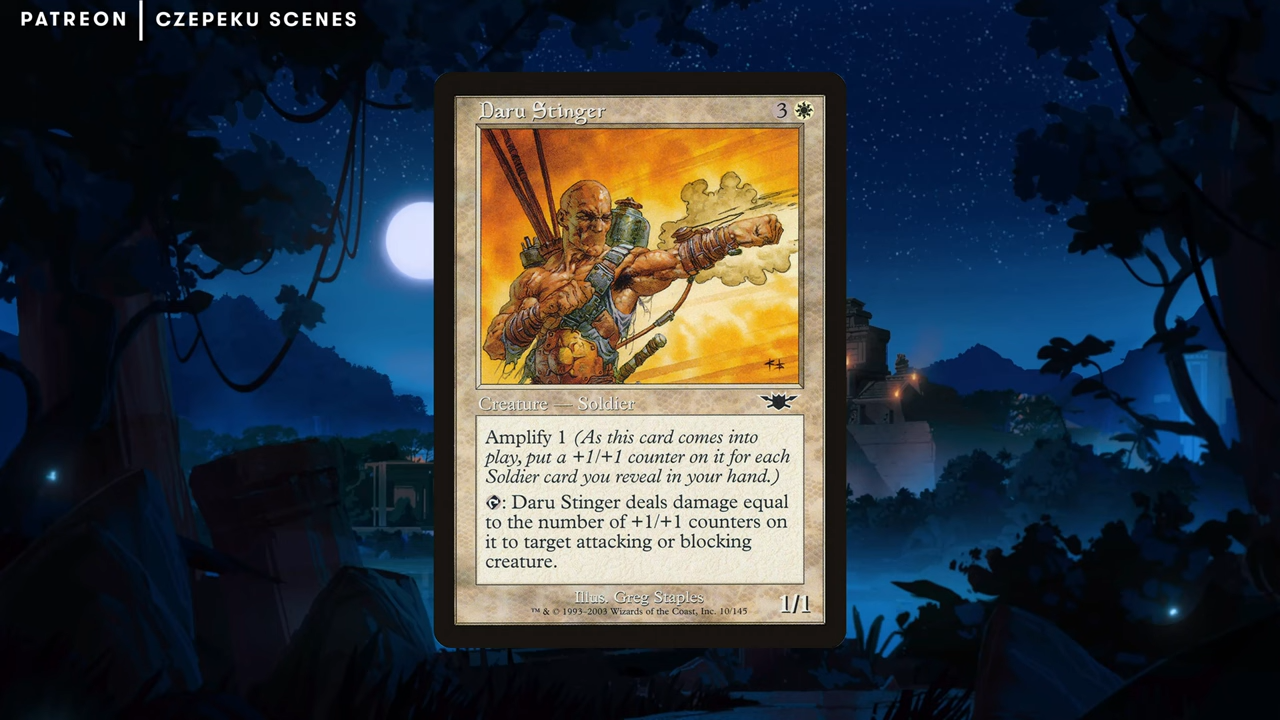 PATREON | CZEPEKU SCENES
Daru Stinger 3
Creature — Soldier
Amplify 1 (As this card comes into
play, put a +1/+1 counter on it for each
Soldier card you reveal in your hand.)
: Daru Stinger deals damage equal
to the number of +1/+1 counters on
it to target attacking or blocking
creature.
Illus. Greg Staples
™ & © 1993–2003 Wizards of the Coast, Inc. 10/145
1/1